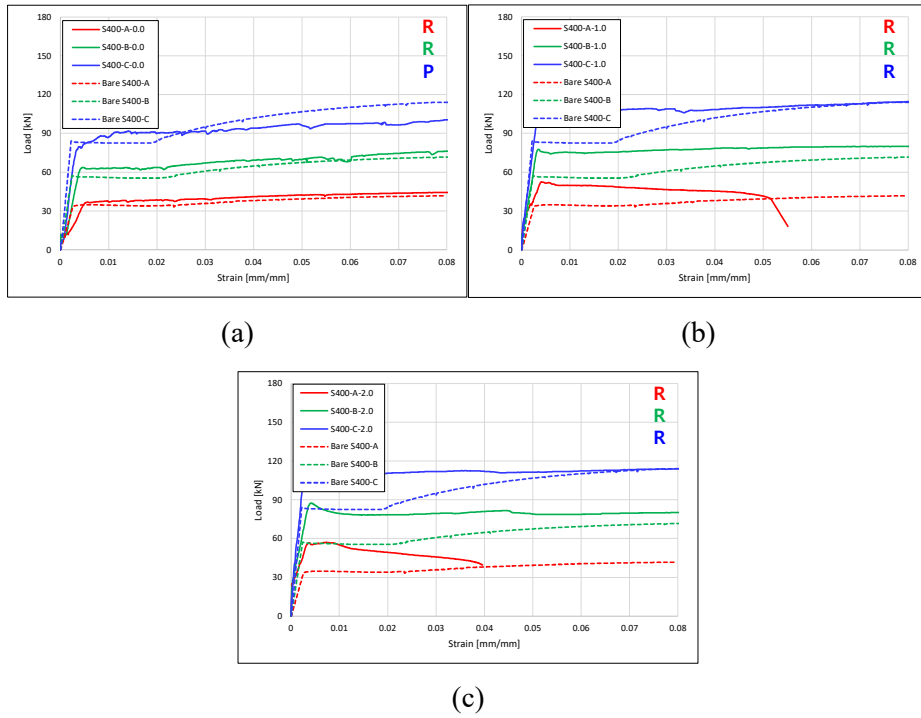 180
150
120
90
60
30
0
Load [kN]
S400-A-0.0
S400-B-0.0
S400-C-0.0
Bare S400-A
Bare S400-B
Bare S400-C
R
R
P
0 0.01 0.02 0.03 0.04 0.05 0.06 0.07 0.08
Strain [mm/mm]
(a)
180
150
120
90
60
30
0
Load [kN]
S400-A-1.0
S400-B-1.0
S400-C-1.0
Bare S400-A
Bare S400-B
Bare S400-C
R
R
R
0 0.01 0.02 0.03 0.04 0.05 0.06 0.07 0.08
Strain [mm/mm]
(b)
180
150
120
90
60
30
0
Load [kN]
S400-A-2.0
S400-B-2.0
S400-C-2.0
Bare S400-A
Bare S400-B
Bare S400-C
R
R
R
0 0.01 0.02 0.03 0.04 0.05 0.06 0.07 0.08
Strain [mm/mm]
(c)